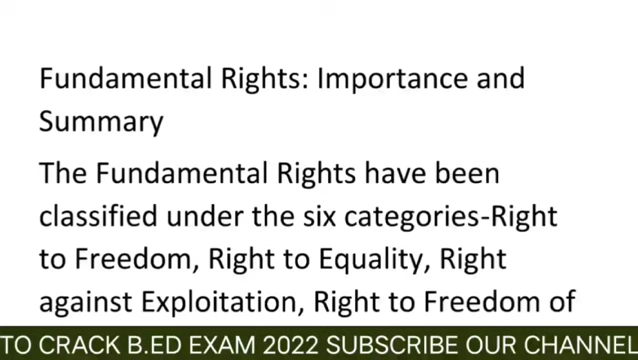 Fundamental Rights: Importance and
Summary
The Fundamental Rights have been
classified under the six categories-Right
to Freedom, Right to Equality, Right
against Exploitation, Right to Freedom of
TO CRACK B.ED EXAM 2022 SUBSCRIBE OUR CHANNEL